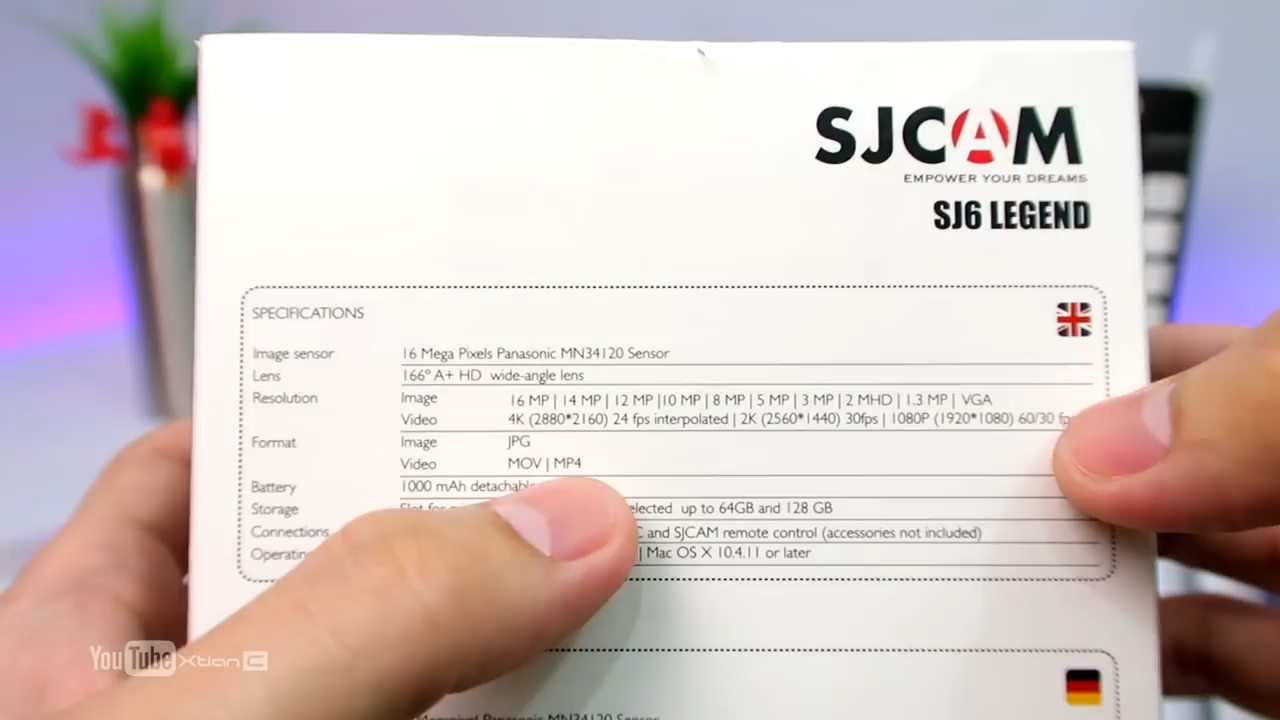 SJCAM
EMPOWER YOUR DREAMS
SJ6 LEGEND
SPECIFICATIONS
Image sensor 16 Mega Pixels Panasonic MN34120 Sensor
Lens 166° A+ HD wide-angle lens
Resolution Image 16 MP | 14 MP | 12 MP |10 MP | 8 MP | 5 MP | 3 MP | 2 MHD | 1.3 MP | VGA
Video 4K (2880*2160) 24 fps interpolated | 2K (2560*1440) 30fps | 1080P (1920*1080) 60/30
Format Image JPG
Video MOV | MP4
Battery 1000 mAh
Storage up to 64GB and 128 GB
Connections and SJCAM remote control (accessories not included)
| Mac OS X 10.4.11 or later
Panasonic MN34120 Sensor
YouTube Xtian C